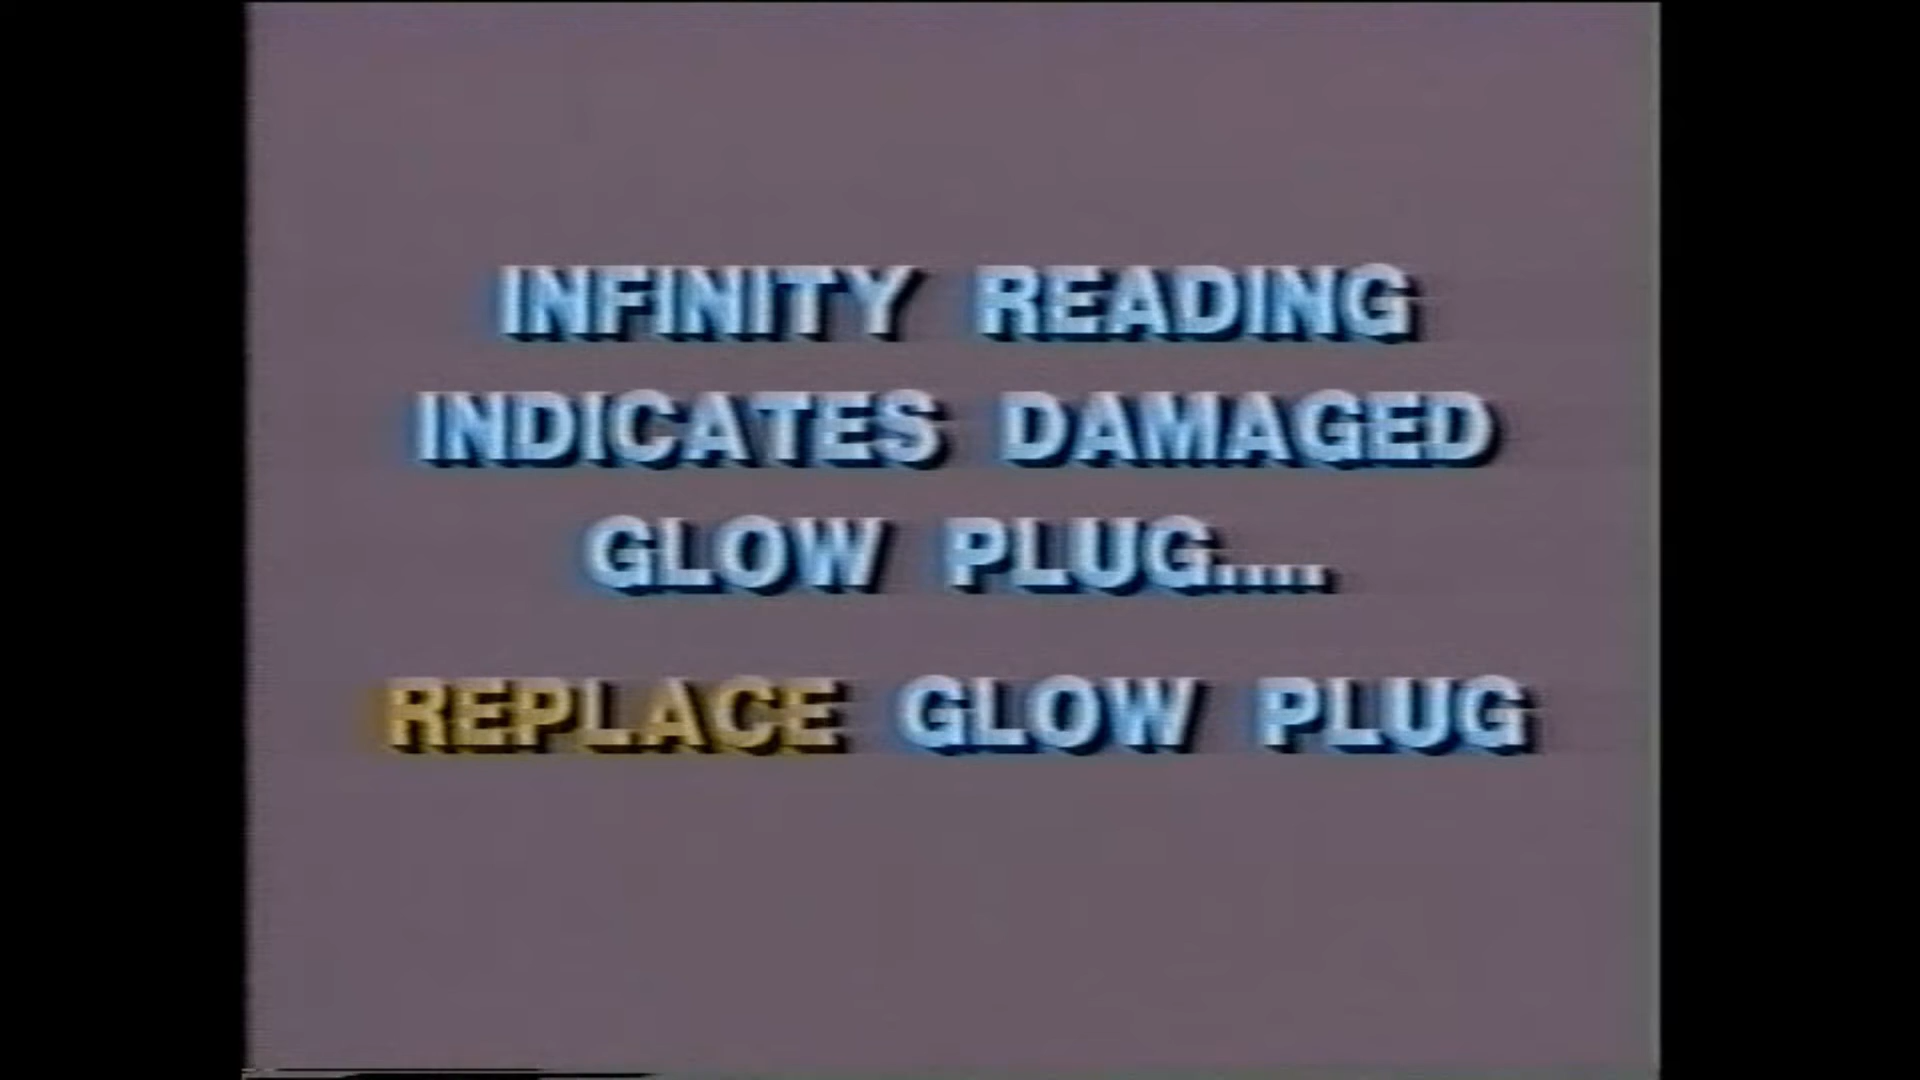 INFINITY READING
INDICATES DAMAGED
GLOW PLUG....
REPLACE GLOW PLUG